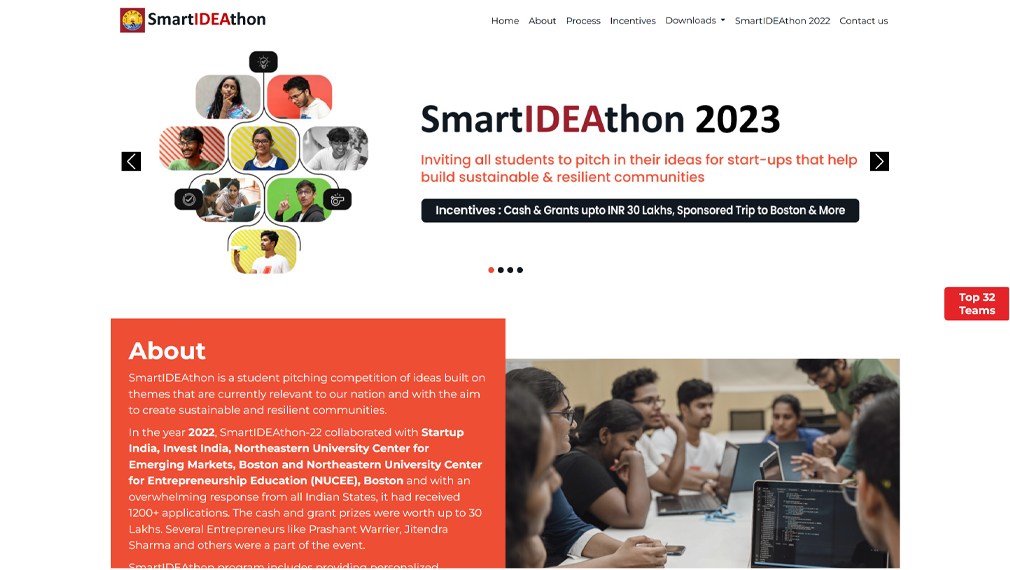 SmartIDEAthon
Home About Process Incentives Downloads SmartIDEAthon 2022 Contact us
SmartIDEAthon 2023
Inviting all students to pitch in their ideas for start-ups that help
build sustainable & resilient communities
Incentives : Cash & Grants upto INR 30 Lakhs, Sponsored Trip to Boston & More
Top 32
Teams
About
SmartIDEAthon is a student pitching competition of ideas built on
themes that are currently relevant to our nation and with the aim
to create sustainable and resilient communities.
In the year 2022, SmartIDEAthon-22 collaborated with Startup
India, Invest India, Northeastern University Center for
Emerging Markets, Boston and Northeastern University Center
for Entrepreneurship Education (NUCEE), Boston and with an
overwhelming response from all Indian States, it had received
1200+ applications. The cash and grant prizes were worth up to 30
Lakhs. Several Entrepreneurs like Prashant Warrier, Jitendra
Sharma and others were a part of the event.
SmartIDEAthon program includes providing personalized